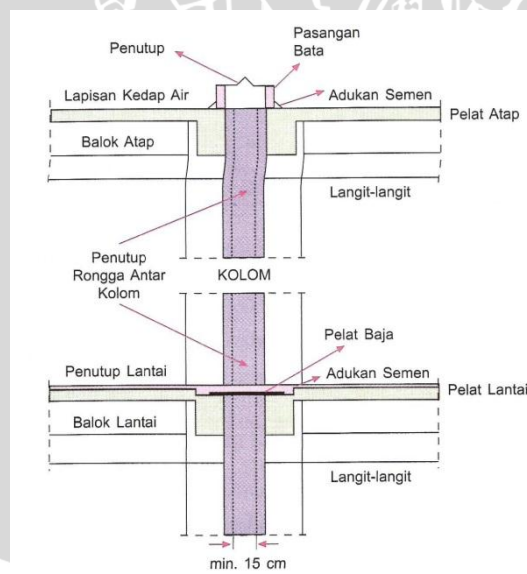 Penutup
Pasangan
Bata
Lapisan Kedap Air
Adukan Semen
Pelat Atap
Balok Atap
Langit-langit
Penutup
Rongga Antar
Kolom
KOLOM
Pelat Baja
Penutup Lantai
Adukan Semen
Pelat Lantai
Balok Lantai
Langit-langit
min. 15 cm